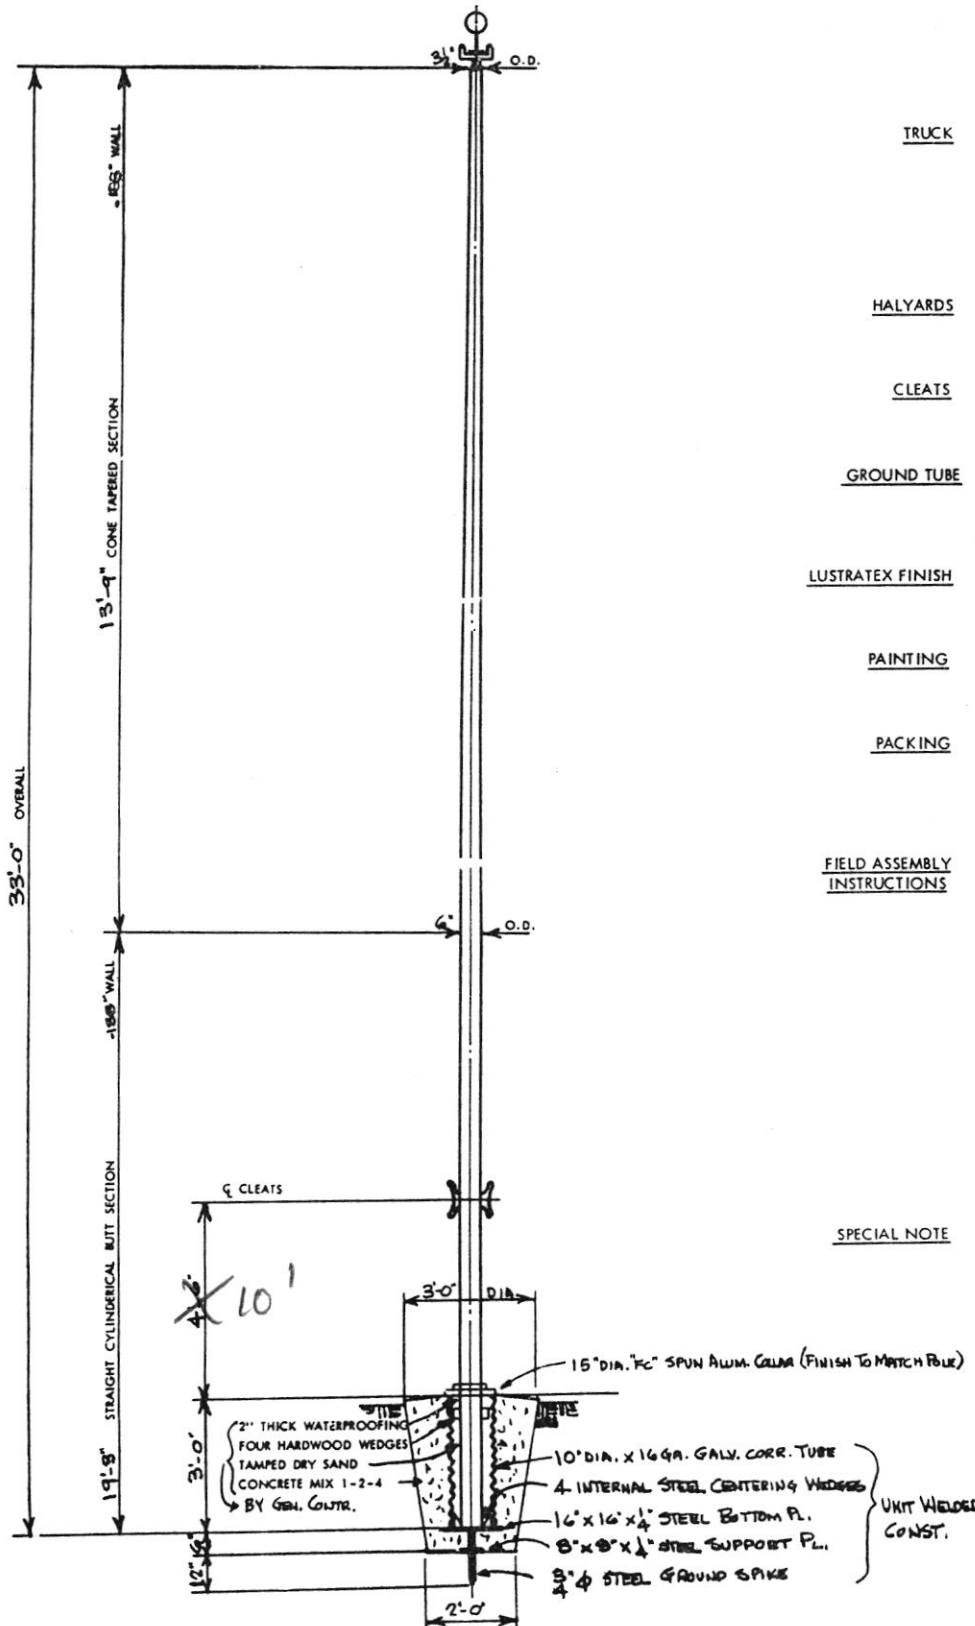 3½" O.D.
TRUCK
.188" WALL
HALYARDS
CLEATS
13'-9" CONE TAPERED SECTION
GROUND TUBE
LUSTRATEX FINISH
PAINTING
PACKING
33'-0" OVERALL
FIELD ASSEMBLY
INSTRUCTIONS
6" O.D.
.188" WALL
℄ CLEATS
SPECIAL NOTE
19'-8" STRAIGHT CYLINDERICAL BUTT SECTION
10'
3'-0" DIA.
15" DIA. "FC" SPUN ALUM. COLLAR (FINISH TO MATCH POLE)
3'-0"
2" THICK WATERPROOFING
FOUR HARDWOOD WEDGES
TAMPED DRY SAND
CONCRETE MIX 1-2-4
BY GEN. CONTR.
10" DIA. X 16 GA. GALV. CORR. TUBE
4 INTERNAL STEEL CENTERING WEDGES
16" X 16" X ¼" STEEL BOTTOM PL.
8" X 8" X ¼" STEEL SUPPORT PL.
¾" ϕ STEEL GROUND SPIKE
UNIT WELDED
CONST.
12"
2'-0"